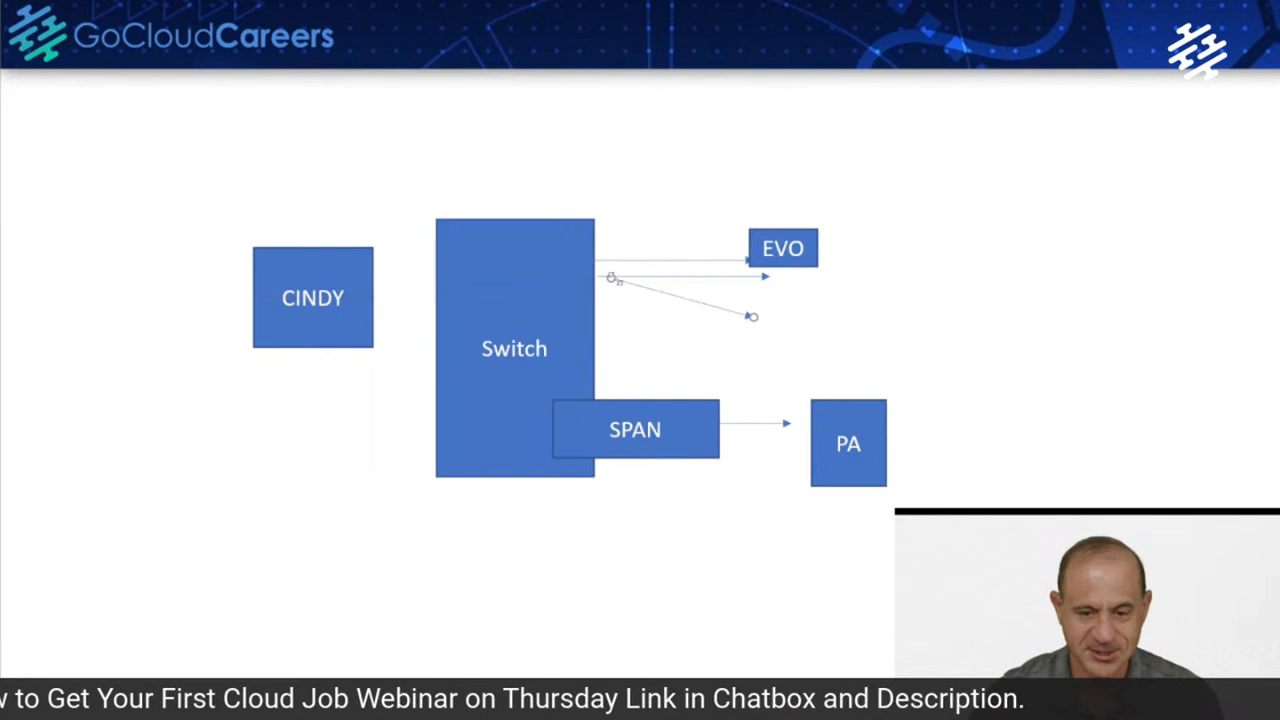 GoCloudCareers
EVO
CINDY
Switch
SPAN
PA
to Get Your First Cloud Job Webinar on Thursday Link in Chatbox and Description.